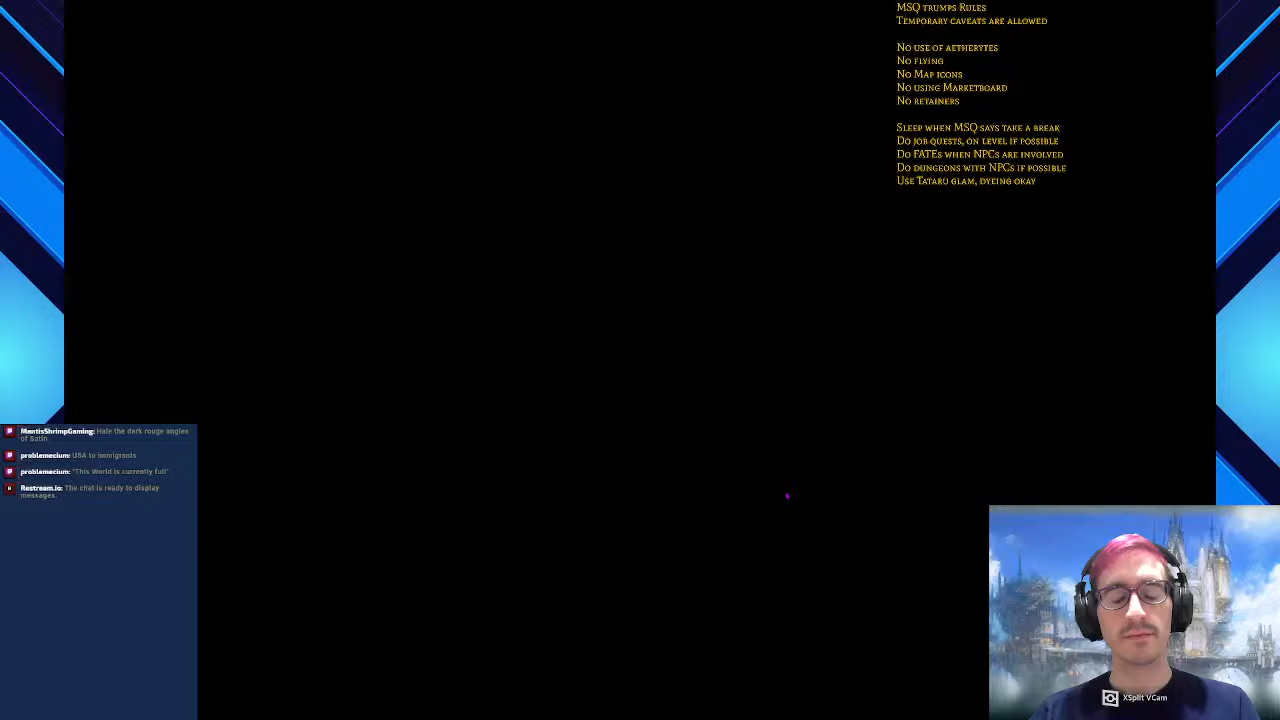 MSQ trumps Rules
Temporary caveats are allowed
No use of aetherytes
No flying
No Map icons
No using Marketboard
No retainers
Sleep when MSQ says take a break
Do job quests, on level if possible
Do FATEs when NPCs are involved
Do dungeons with NPCs if possible
Use Tataru glam, dyeing okay
MantisShrimpGaming: Hale the dark rouge angles
of Satin
problemecium: USA to immigrants
problemecium: "This World is currently full"
Restream.io: The chat is ready to display
messages.
XSplit VCam